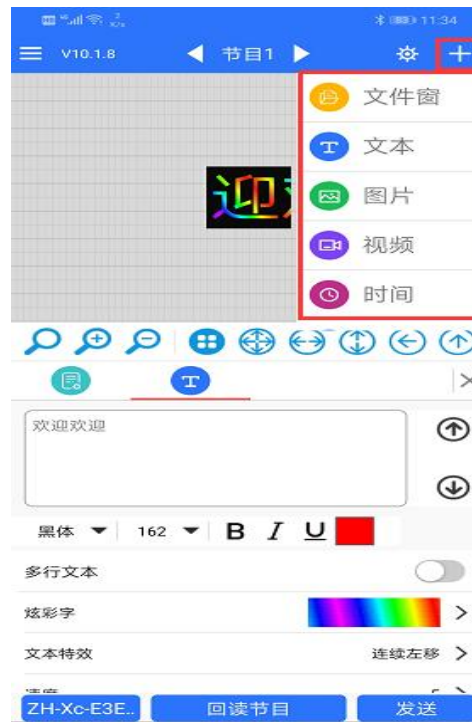 11:34
V10.1.8
节目1
文件窗
文本
图片
视频
时间
迎
T
欢迎欢迎
黑体
162
B I U
多行文本
炫彩字
文本特效 连续左移
ZH-Xc-E3E..
回读节目
发送